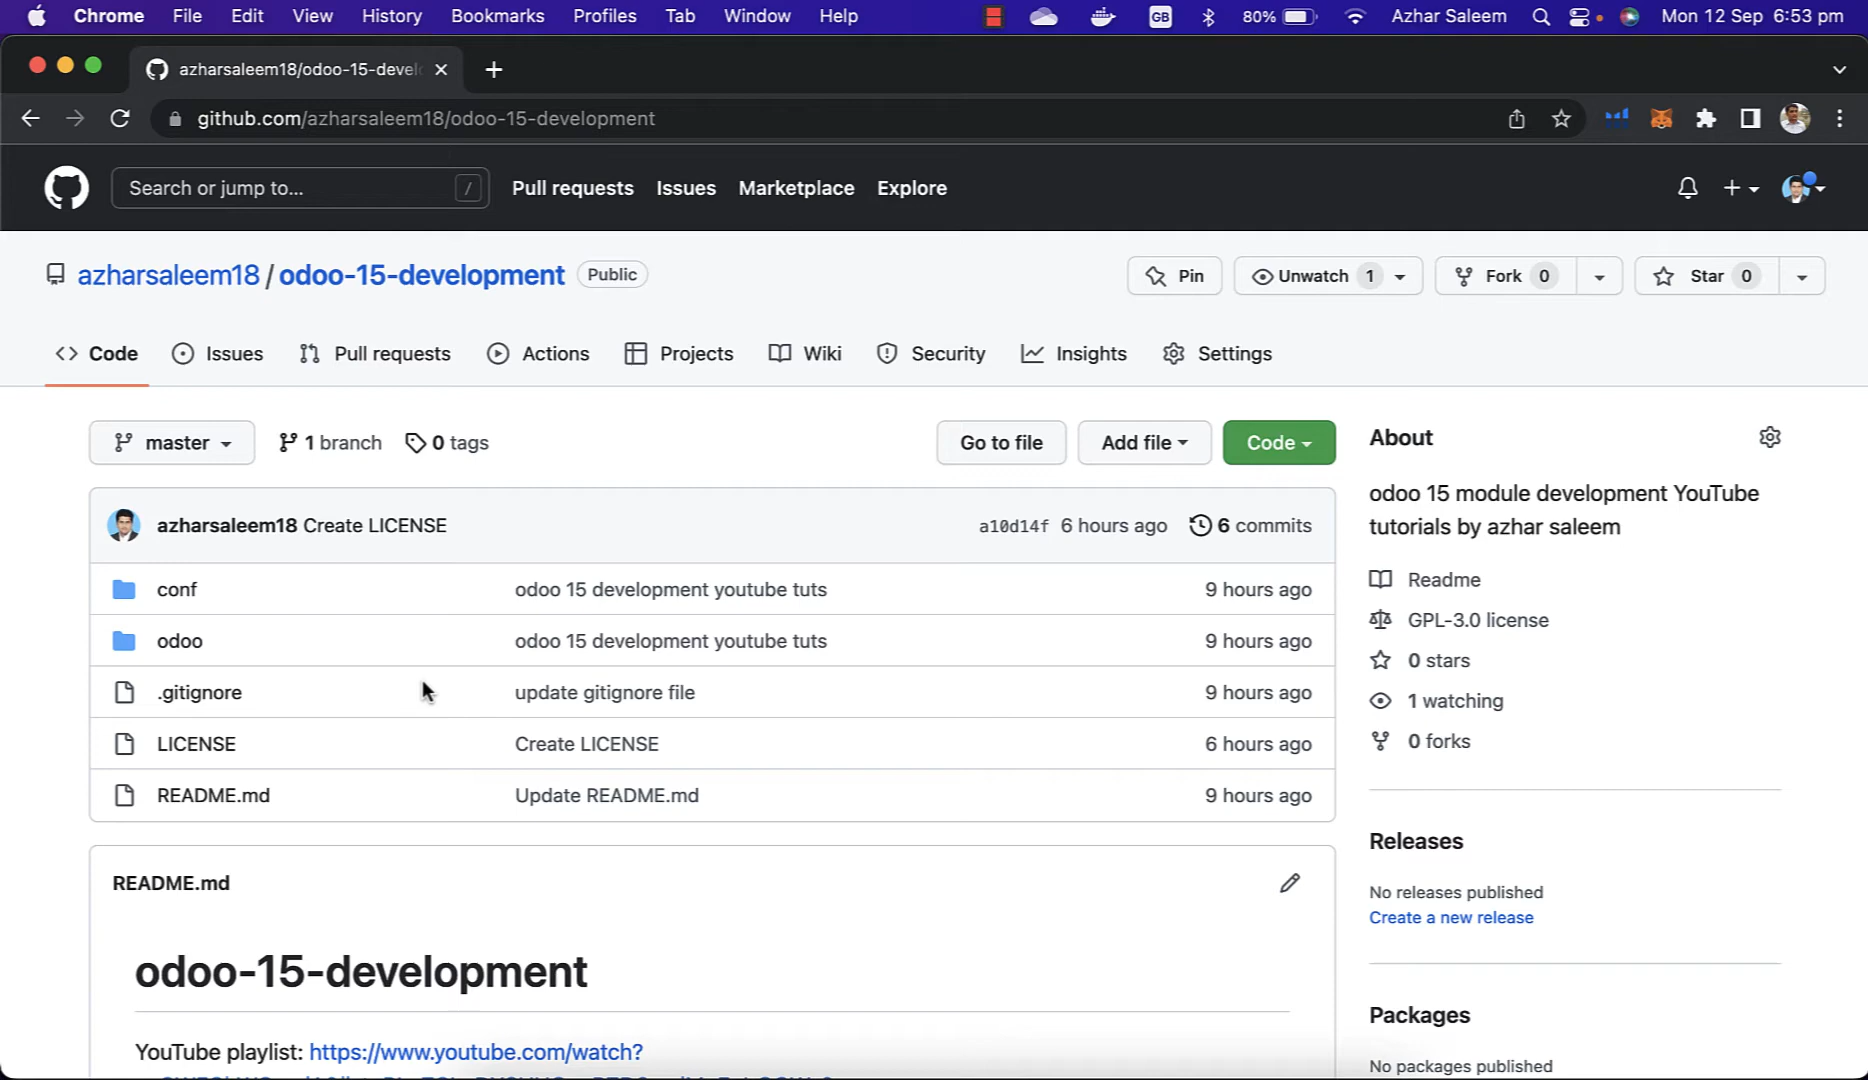 Chrome File Edit View History Bookmarks Profiles Tab Window Help GB 80% Azhar Saleem Mon 12 Sep 6:53 pm
azharsaleem18/odoo-15-devel
github.com/azharsaleem18/odoo-15-development
Search or jump to... / Pull requests Issues Marketplace Explore
azharsaleem18 / odoo-15-development Public Pin Unwatch 1 Fork 0 Star 0
Code Issues Pull requests Actions Projects Wiki Security Insights Settings
master 1 branch 0 tags Go to file Add file Code
azharsaleem18 Create LICENSE a10d14f 6 hours ago 6 commits
conf odoo 15 development youtube tuts 9 hours ago
odoo odoo 15 development youtube tuts 9 hours ago
.gitignore update gitignore file 9 hours ago
LICENSE Create LICENSE 6 hours ago
README.md Update README.md 9 hours ago
README.md
odoo-15-development
YouTube playlist: https://www.youtube.com/watch?
About
odoo 15 module development YouTube
tutorials by azhar saleem
Readme
GPL-3.0 license
0 stars
1 watching
0 forks
Releases
No releases published
Create a new release
Packages
No packages published